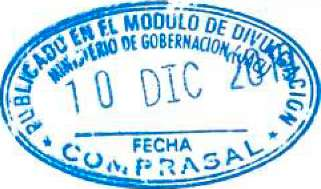 PUBLICADO EN EL MODULO DE DIVULGACION
MINISTERIO DE GOBERNACION
10 DIC
FECHA
COMPRASAL